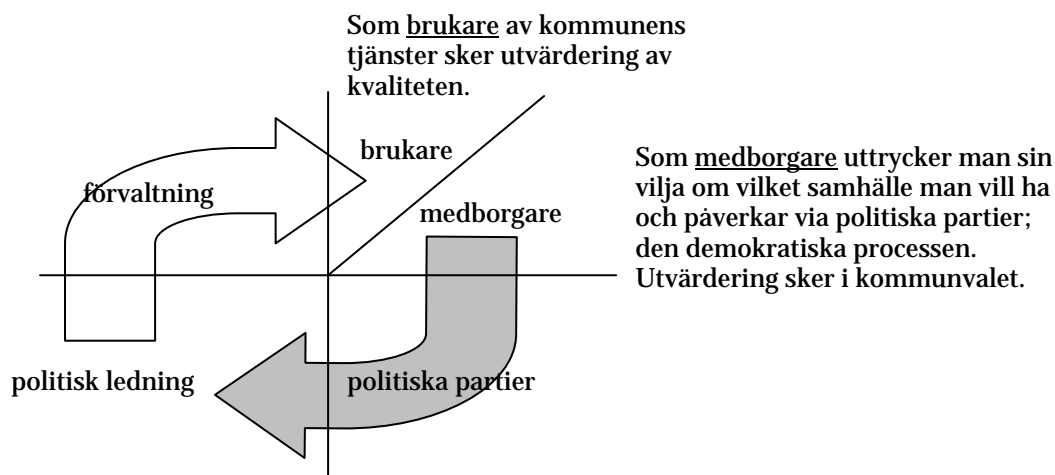 Som brukare av kommunens
tjänster sker utvärdering av
kvaliteten.
brukare
förvaltning
medborgare
Som medborgare uttrycker man sin
vilja om vilket samhälle man vill ha
och påverkar via politiska partier;
den demokratiska processen.
Utvärdering sker i kommunvalet.
politisk ledning
politiska partier